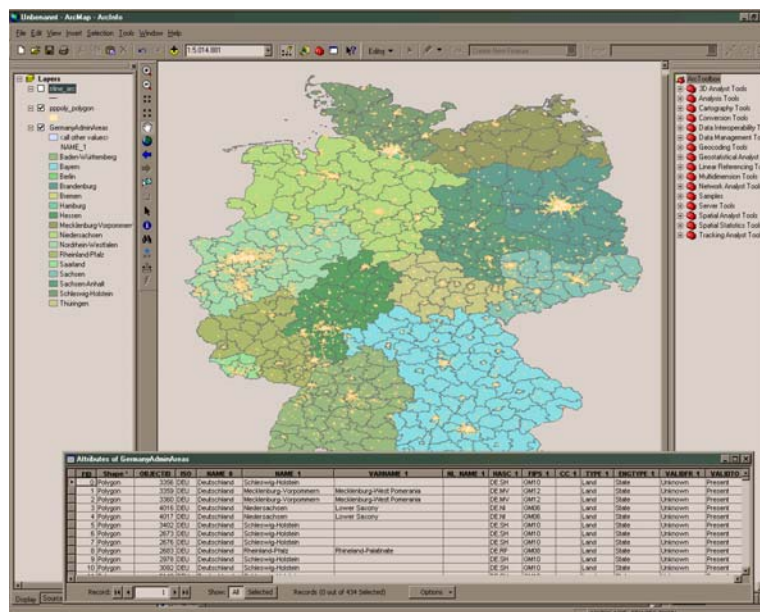 Unbenannt - ArcMap - ArcInfo
File Edit View Insert Selection Tools Window Help
1:5.014.001
Editing
Create New Feature
Layers
pppoly_polygon
GermanyAdminAreas
<all other values>
NAME_1
Baden-Württemberg
Bayern
Berlin
Brandenburg
Bremen
Hamburg
Hessen
Mecklenburg-Vorpommern
Niedersachsen
Nordrhein-Westfalen
Rheinland-Pfalz
Saarland
Sachsen
Sachsen-Anhalt
Schleswig-Holstein
Thüringen
ArcToolbox
3D Analyst Tools
Analysis Tools
Cartography Tools
Conversion Tools
Data Interoperability T
Data Management T
Geocoding Tools
Geostatistical Analyst
Linear Referencing T
Multidimension Tools
Network Analyst Tools
Samples
Server Tools
Spatial Analyst Tools
Spatial Statistics Tools
Tracking Analyst Tools
Attributes of GermanyAdminAreas
FID Shape * OBJECTID ISO NAME_0 NAME_1 VARNAME_1 NL_NAME_1 HASC_1 FIPS_1 CC_1 TYPE_1 ENGTYPE_1 VALIDFR_1 VALIDTO
0 Polygon DEU Deutschland Schleswig-Holstein DE.SH GM10 Land State Unknown Present
1 Polygon 3359 DEU Deutschland Mecklenburg-Vorpommern Mecklenburg-West Pomerania DE.MV GM12 Land State Unknown Present
2 Polygon 3360 DEU Deutschland Mecklenburg-Vorpommern Mecklenburg-West Pomerania DE.MV GM12 Land State Unknown Present
3 Polygon 4016 DEU Deutschland Niedersachsen Lower Saxony DE.NI GM06 Land State Unknown Present
4 Polygon 4017 DEU Deutschland Niedersachsen Lower Saxony DE.NI GM06 Land State Unknown Present
5 Polygon 3402 DEU Deutschland Schleswig-Holstein DE.SH GM10 Land State Unknown Present
6 Polygon 2673 DEU Deutschland Schleswig-Holstein DE.SH GM10 Land State Unknown Present
7 Polygon 2676 DEU Deutschland Schleswig-Holstein DE.SH GM10 Land State Unknown Present
8 Polygon 2683 DEU Deutschland Rheinland-Pfalz Rhineland-Palatinate DE.RP GM08 Land State Unknown Present
9 Polygon 2979 DEU Deutschland Schleswig-Holstein DE.SH GM10 Land State Unknown Present
10 Polygon 3092 DEU Deutschland Schleswig-Holstein DE.SH GM10 Land State Unknown Present
Record: 1 Show: All Selected Records (0 out of 434 Selected) Options
Display Source